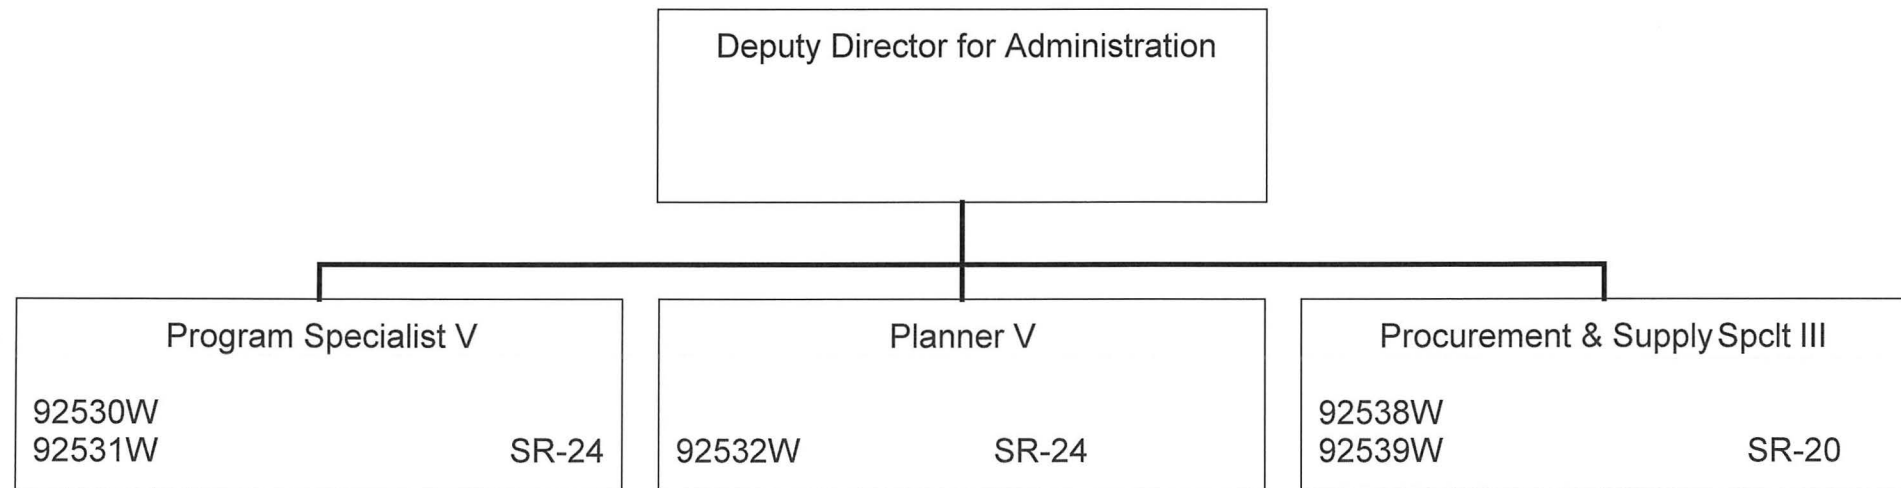 Deputy Director for Administration
Program Specialist V
92530W
92531W SR-24
Planner V
92532W SR-24
Procurement & Supply Spclt III
92538W
92539W SR-20